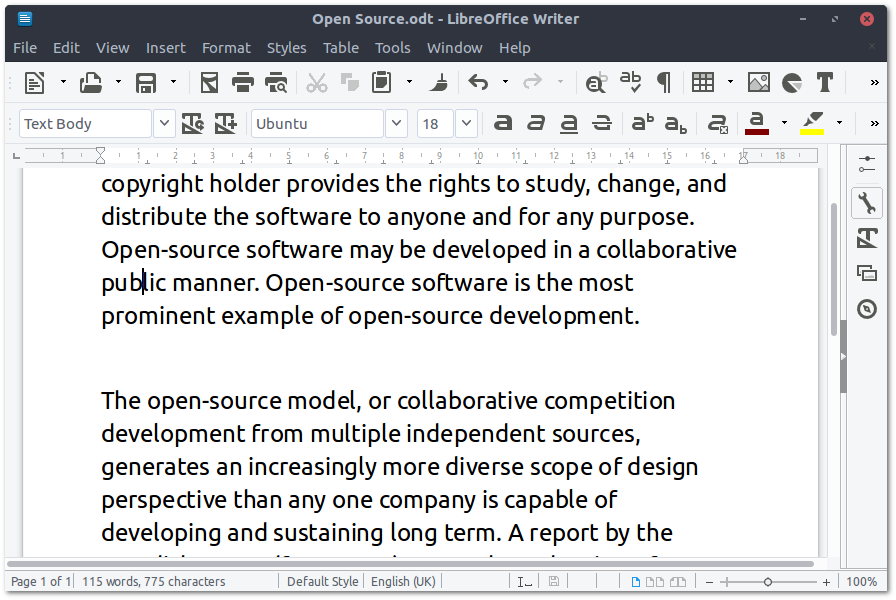 Open Source.odt - LibreOffice Writer
File Edit View Insert Format Styles Table Tools Window Help
Text Body Ubuntu 18
1 1 2 3 4 5 6 7 8 9 10 11 12 13 14 15 16 17 18
copyright holder provides the rights to study, change, and
distribute the software to anyone and for any purpose.
Open-source software may be developed in a collaborative
public manner. Open-source software is the most
prominent example of open-source development.
The open-source model, or collaborative competition
development from multiple independent sources,
generates an increasingly more diverse scope of design
perspective than any one company is capable of
developing and sustaining long term. A report by the
Page 1 of 1 115 words, 775 characters Default Style English (UK) 100%